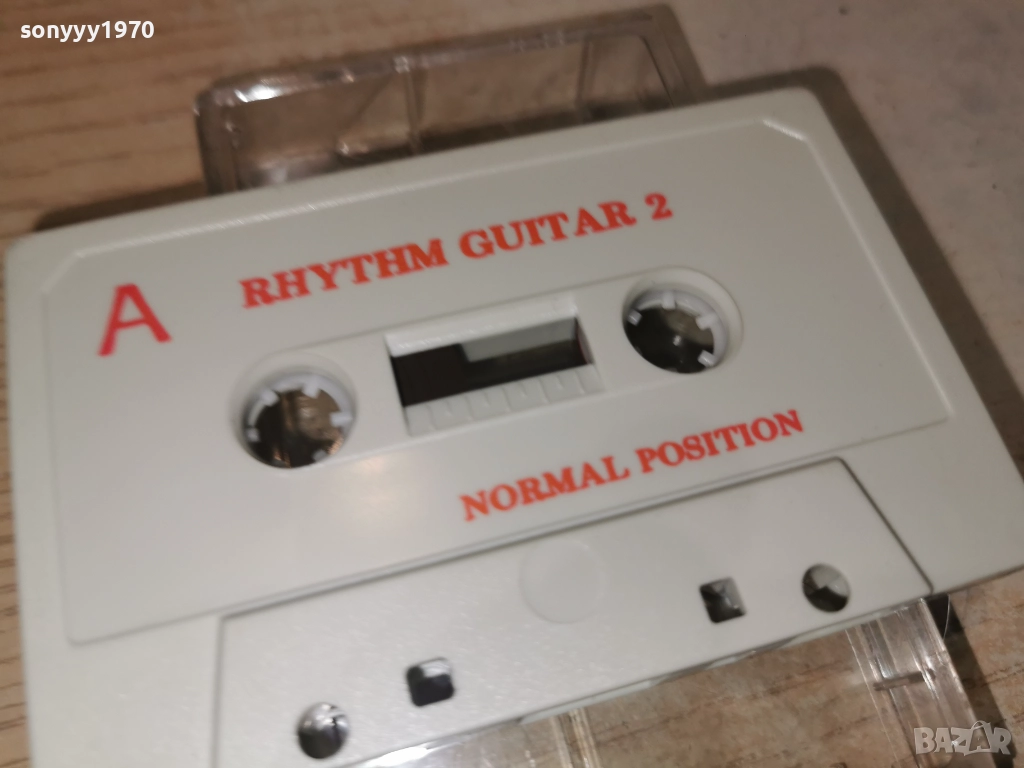 sonyyy1970
RHYTHM GUITAR 2
A
NORMAL POSITION
BAZAR